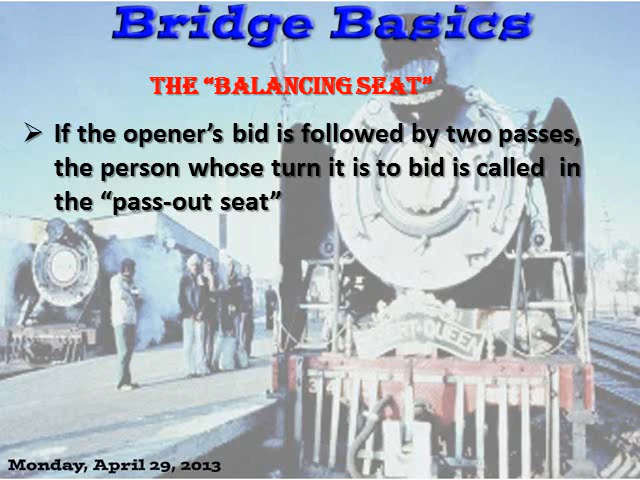 Bridge Basics
THE “BALANCING SEAT”
➢ If the opener’s bid is followed by two passes,
the person whose turn it is to bid is called in
the “pass-out seat”
QUEEN
Monday, April 29, 2013